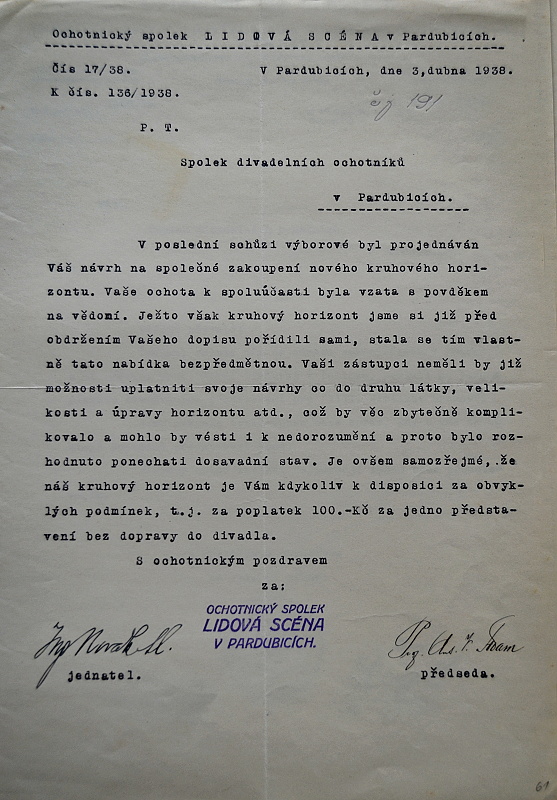 Ochotnický spolek L I D O V Á S C É N A v Pardubicích.
Čís 17/38. V Pardubicích, dne 3,dubna 1938.
K čís. 136/1938.
čj 191
P. T.
Spolek divadelních ochotníků
v Pardubicích.
V poslední schůzi výborové byl projednáván
Váš návrh na společné zakoupení nového kruhového hori-
zontu. Vaše ochota k spoluúčasti byla vzata s povděkem
na vědomí. Ježto však kruhový horizont jsme si již před
obdržením Vašeho dopisu pořídili sami, stala se tím vlast-
ně tato nabídka bezpředmětnou. Vaši zástupci neměli by již
možnosti uplatniti svoje návrhy co do druhu látky, veli-
kosti a úpravy horizontu atd., což by věc zbytečně kompli-
kovalo a mohlo by vésti i k nedorozumění a proto bylo roz-
hodnuto ponechati dosavadní stav. Je ovšem samozřejmé,.že
náš kruhový horizont je Vám kdykoliv k disposici za obvyk-
lých podmínek, t.j. za poplatek 100.-Kč za jedno předsta-
vení bez dopravy do divadla.
S ochotnickým pozdravem
za;
OCHOTNICKÝ SPOLEK
LIDOVÁ SCÉNA
V PARDUBICÍCH.
Ing Novák
jednatel. předseda.
61